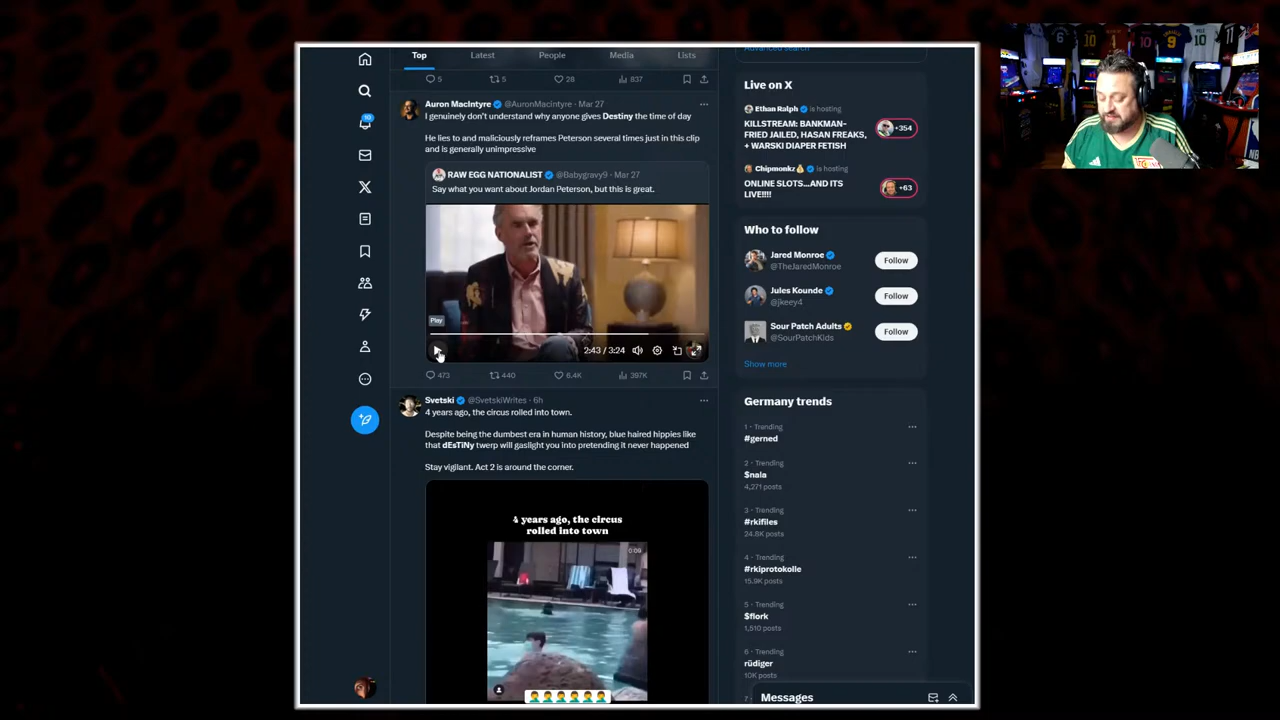 Top
Latest
People
Media
Lists
5
5
28
837
Auron MacIntyre @AuronMacIntyre · Mar 27
I genuinely don't understand why anyone gives Destiny the time of day
He lies to and maliciously reframes Peterson several times just in this clip
and is generally unimpressive
RAW EGG NATIONALIST @Babygravy9 · Mar 27
Say what you want about Jordan Peterson, but this is great.
Play
2:43 / 3:24
473
440
6.4K
397K
Svetski @SvetskiWrites · 6h
4 years ago, the circus rolled into town.
Despite being the dumbest era in human history, blue haired hippies like
that dEsTiNy twerp will gaslight you into pretending it never happened
Stay vigilant. Act 2 is around the corner.
4 years ago, the circus
rolled into town
0:09
Advanced search
Live on X
Ethan Ralph is hosting
KILLSTREAM: BANKMAN-
FRIED JAILED, HASAN FREAKS,
+ WARSKI DIAPER FETISH
+354
Chipmonkz is hosting
ONLINE SLOTS...AND ITS
LIVE!!!!
+63
Who to follow
Jared Monroe
@TheJaredMonroe
Follow
Jules Kounde
@jkeey4
Follow
Sour Patch Adults
@SourPatchKids
Follow
Show more
Germany trends
1 · Trending
#gerned
2 · Trending
$nala
4,271 posts
3 · Trending
#rkifiles
24.8K posts
4 · Trending
#rkiprotokolle
15.9K posts
5 · Trending
$flork
1,510 posts
6 · Trending
rüdiger
10K posts
Messages